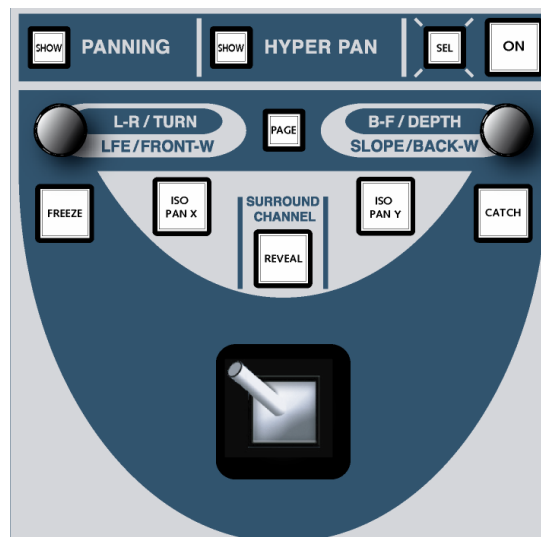 SHOW
PANNING
SHOW
HYPER PAN
SEL
ON
L-R / TURN
LFE/FRONT-W
PAGE
B-F / DEPTH
SLOPE/BACK-W
FREEZE
ISO
PAN X
SURROUND
CHANNEL
REVEAL
ISO
PAN Y
CATCH